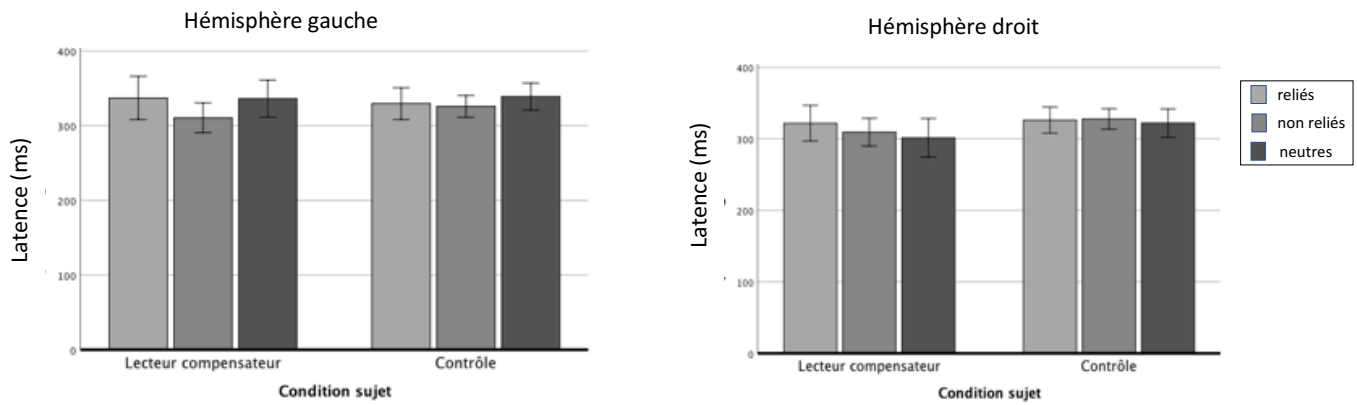 Hémisphère gauche
400
300
200
100
0
Latence (ms)
Lecteur compensateur
Contrôle
Condition sujet
Hémisphère droit
400
300
200
100
0
Latence (ms)
Lecteur compensateur
Contrôle
Condition sujet
reliés
non reliés
neutres